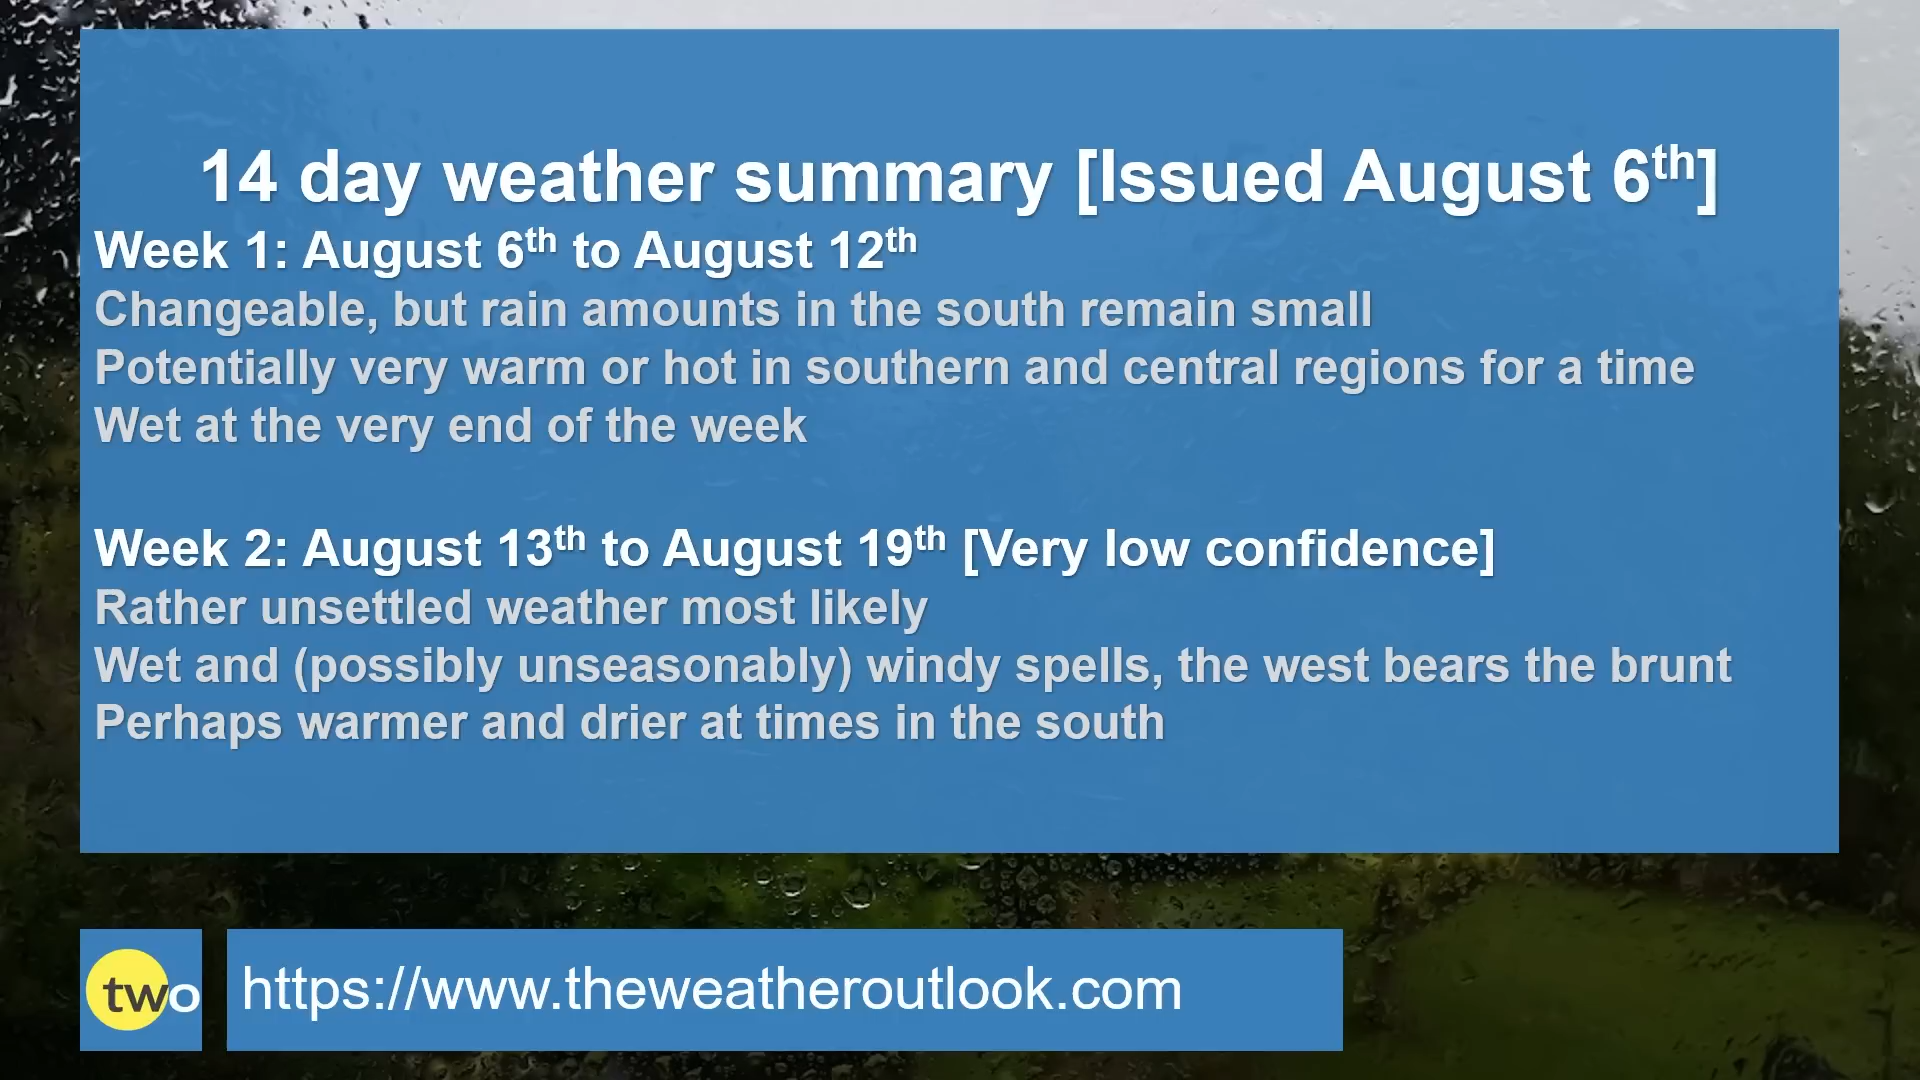 14 day weather summary [Issued August 6th]
Week 1: August 6th to August 12th
Changeable, but rain amounts in the south remain small
Potentially very warm or hot in southern and central regions for a time
Wet at the very end of the week
Week 2: August 13th to August 19th [Very low confidence]
Rather unsettled weather most likely
Wet and (possibly unseasonably) windy spells, the west bears the brunt
Perhaps warmer and drier at times in the south
two
https://www.theweatheroutlook.com